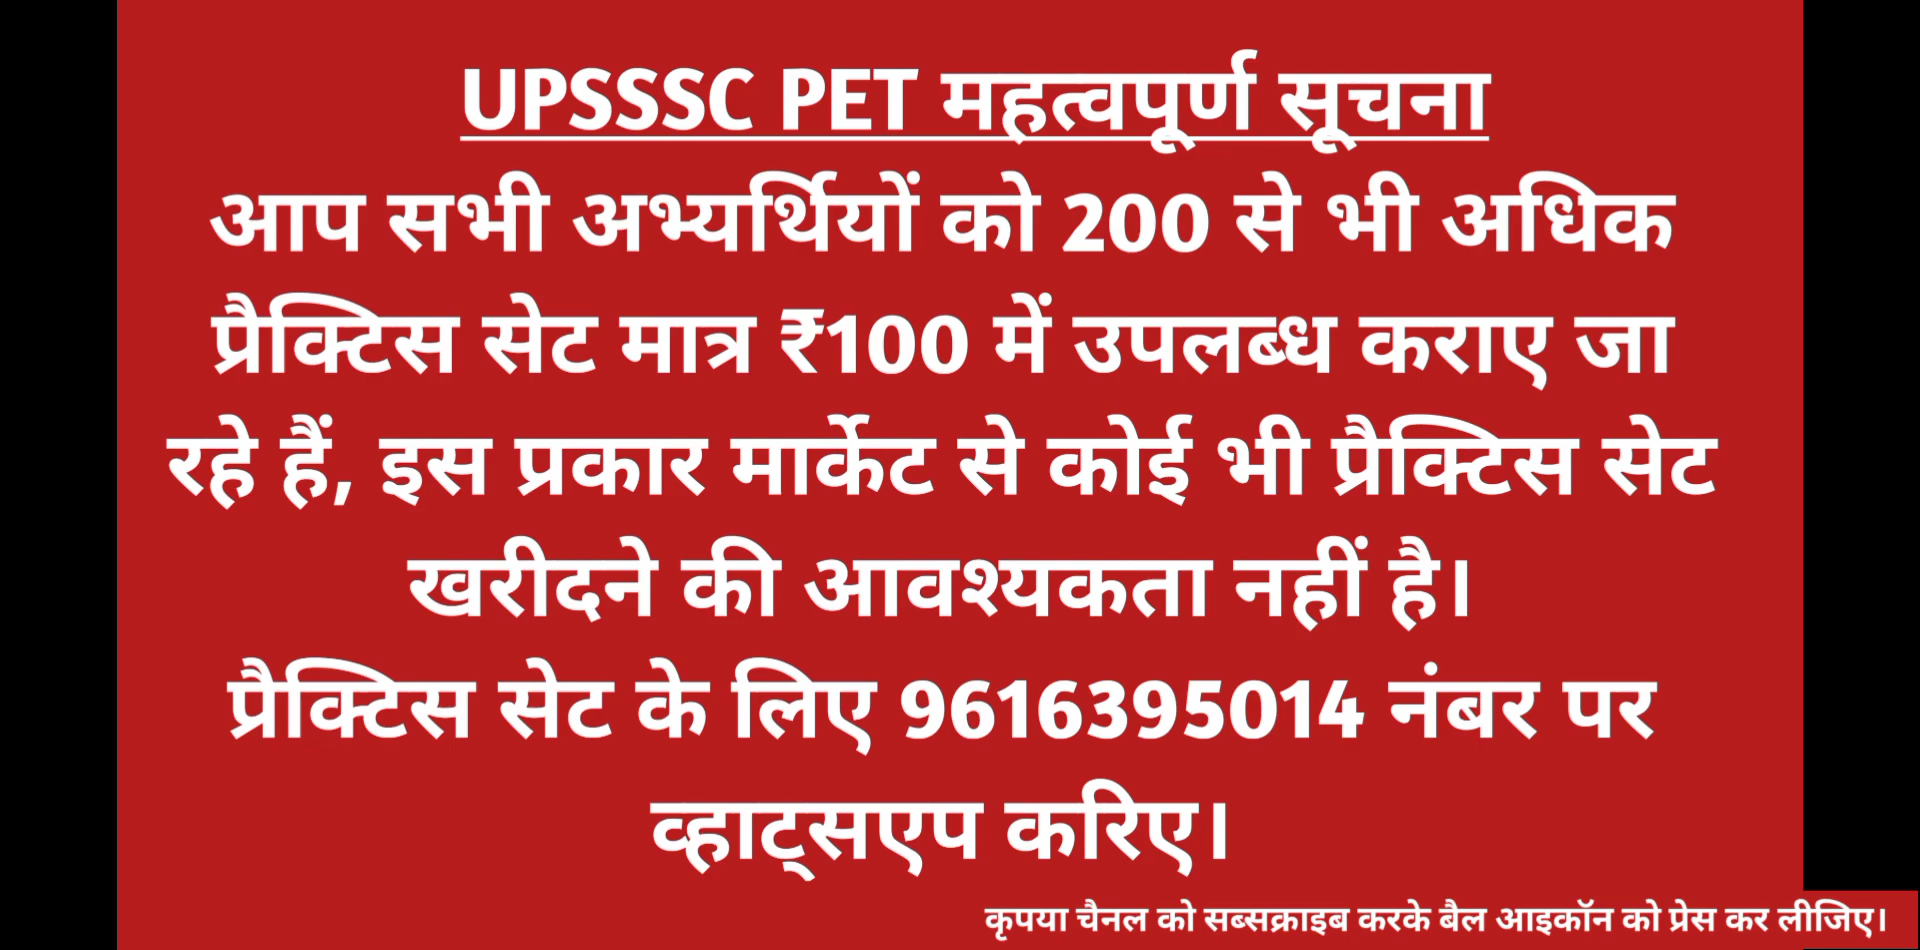 UPSSSC PET महत्वपूर्ण सूचना
आप सभी अभ्यर्थियों को 200 से भी अधिक
प्रैक्टिस सेट मात्र ₹100 में उपलब्ध कराए जा
रहे हैं, इस प्रकार मार्केट से कोई भी प्रैक्टिस सेट
खरीदने की आवश्यकता नहीं है।
प्रैक्टिस सेट के लिए 9616395014 नंबर पर
व्हाट्सएप करिए।
कृपया चैनल को सब्सक्राइब करके बैल आइकॉन को प्रेस कर लीजिए।